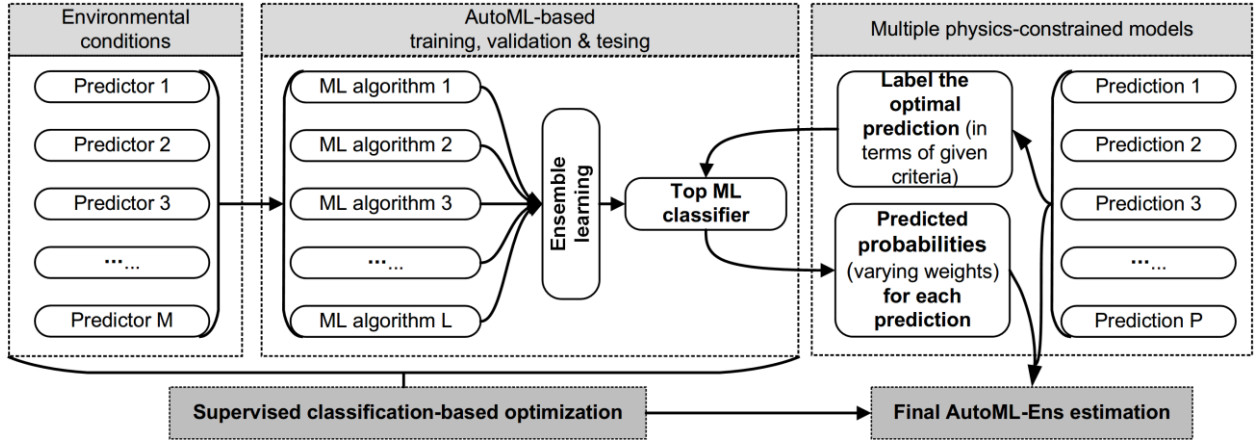 Environmental
conditions
Predictor 1
Predictor 2
Predictor 3
······
Predictor M
AutoML-based
training, validation & tesing
ML algorithm 1
ML algorithm 2
ML algorithm 3
······
ML algorithm L
Ensemble
learning
Top ML
classifier
Multiple physics-constrained models
Label the
optimal
prediction (in
terms of given
criteria)
Predicted
probabilities
(varying weights)
for each
prediction
Prediction 1
Prediction 2
Prediction 3
······
Prediction P
Supervised classification-based optimization
Final AutoML-Ens estimation